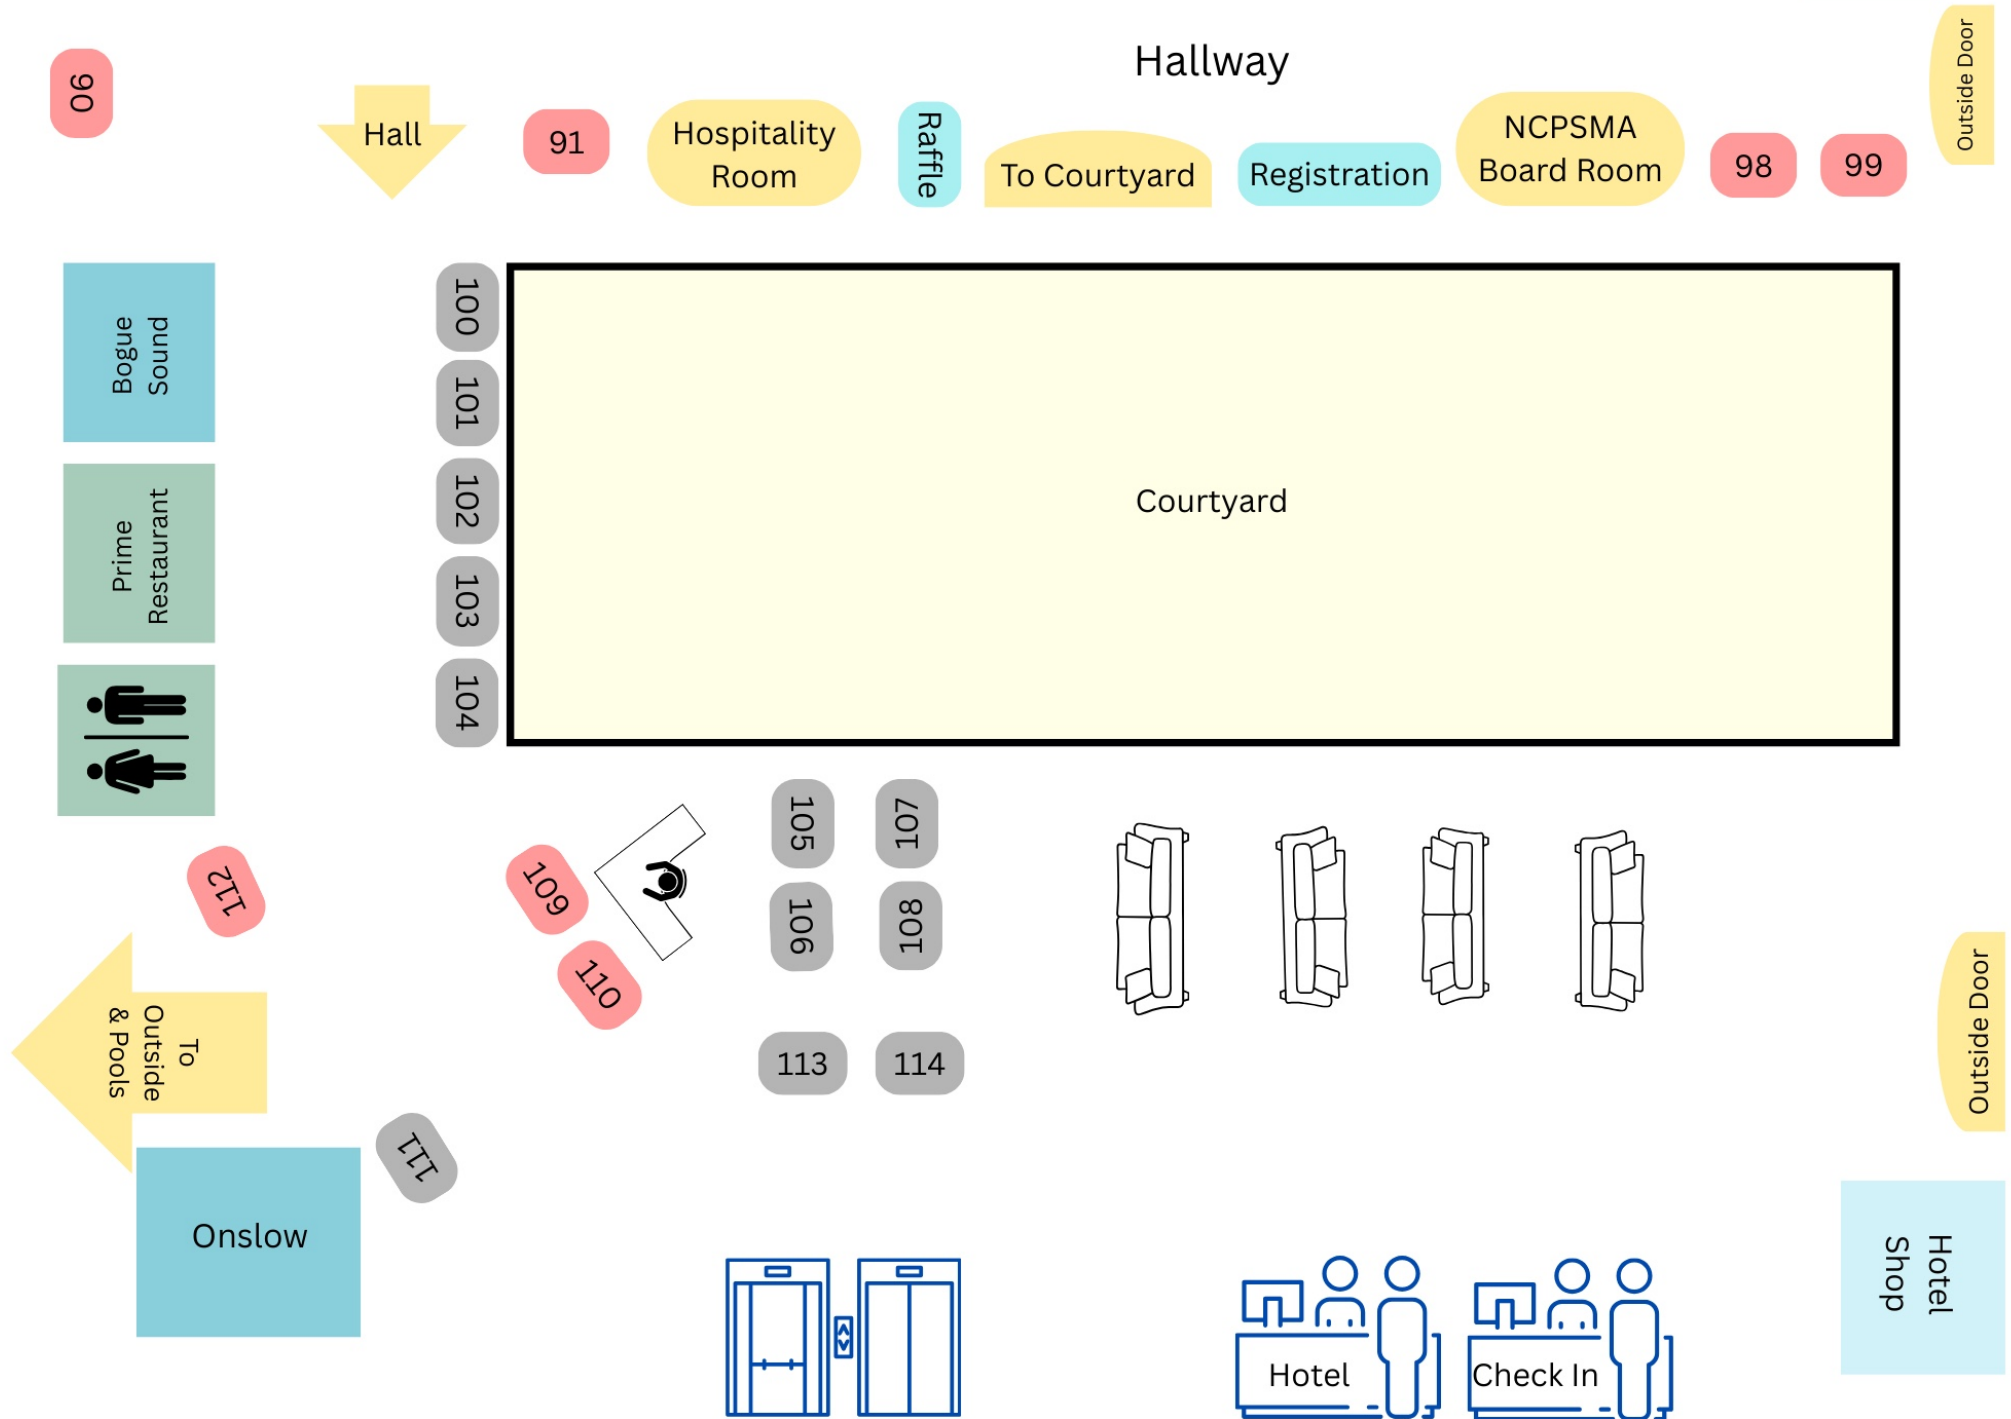 Hallway
Outside Door
90
Hall
91
Hospitality
Room
Raffle
To Courtyard
Registration
NCPSMA
Board Room
98
99
100
101
102
103
104
Bogue
Sound
Prime
Restaurant
Courtyard
105
107
106
108
109
110
112
To
Outside
& Pools
113
114
111
Onslow
Outside Door
Hotel
Shop
Hotel
Check In